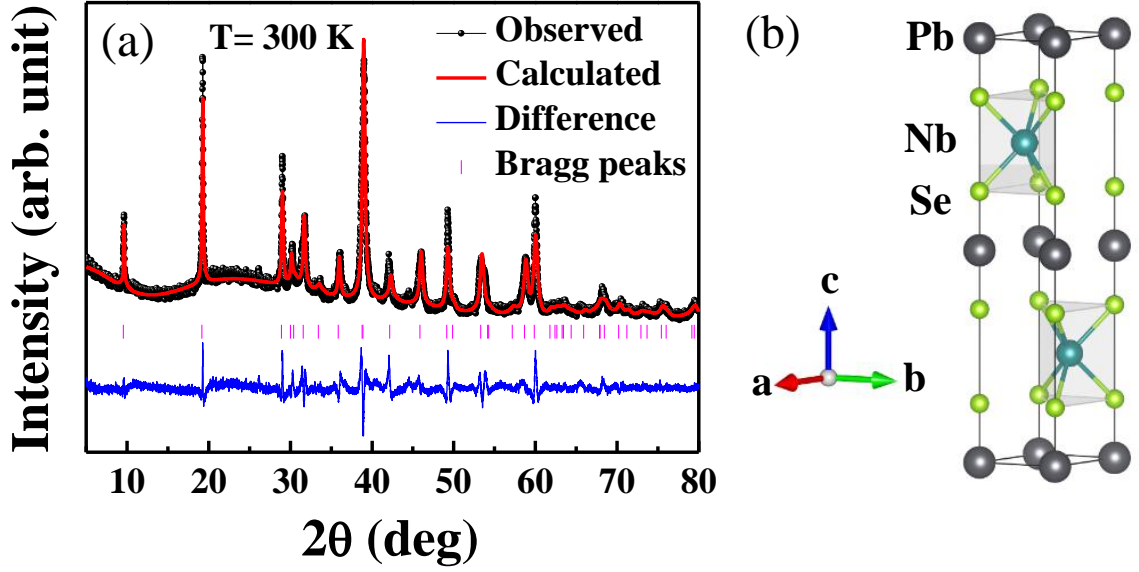 (a)
T= 300 K
Observed
Calculated
Difference
Bragg peaks
Intensity (arb. unit)
10 20 30 40 50 60 70 80
2θ (deg)
(b)
Pb
Nb
Se
c
a
b